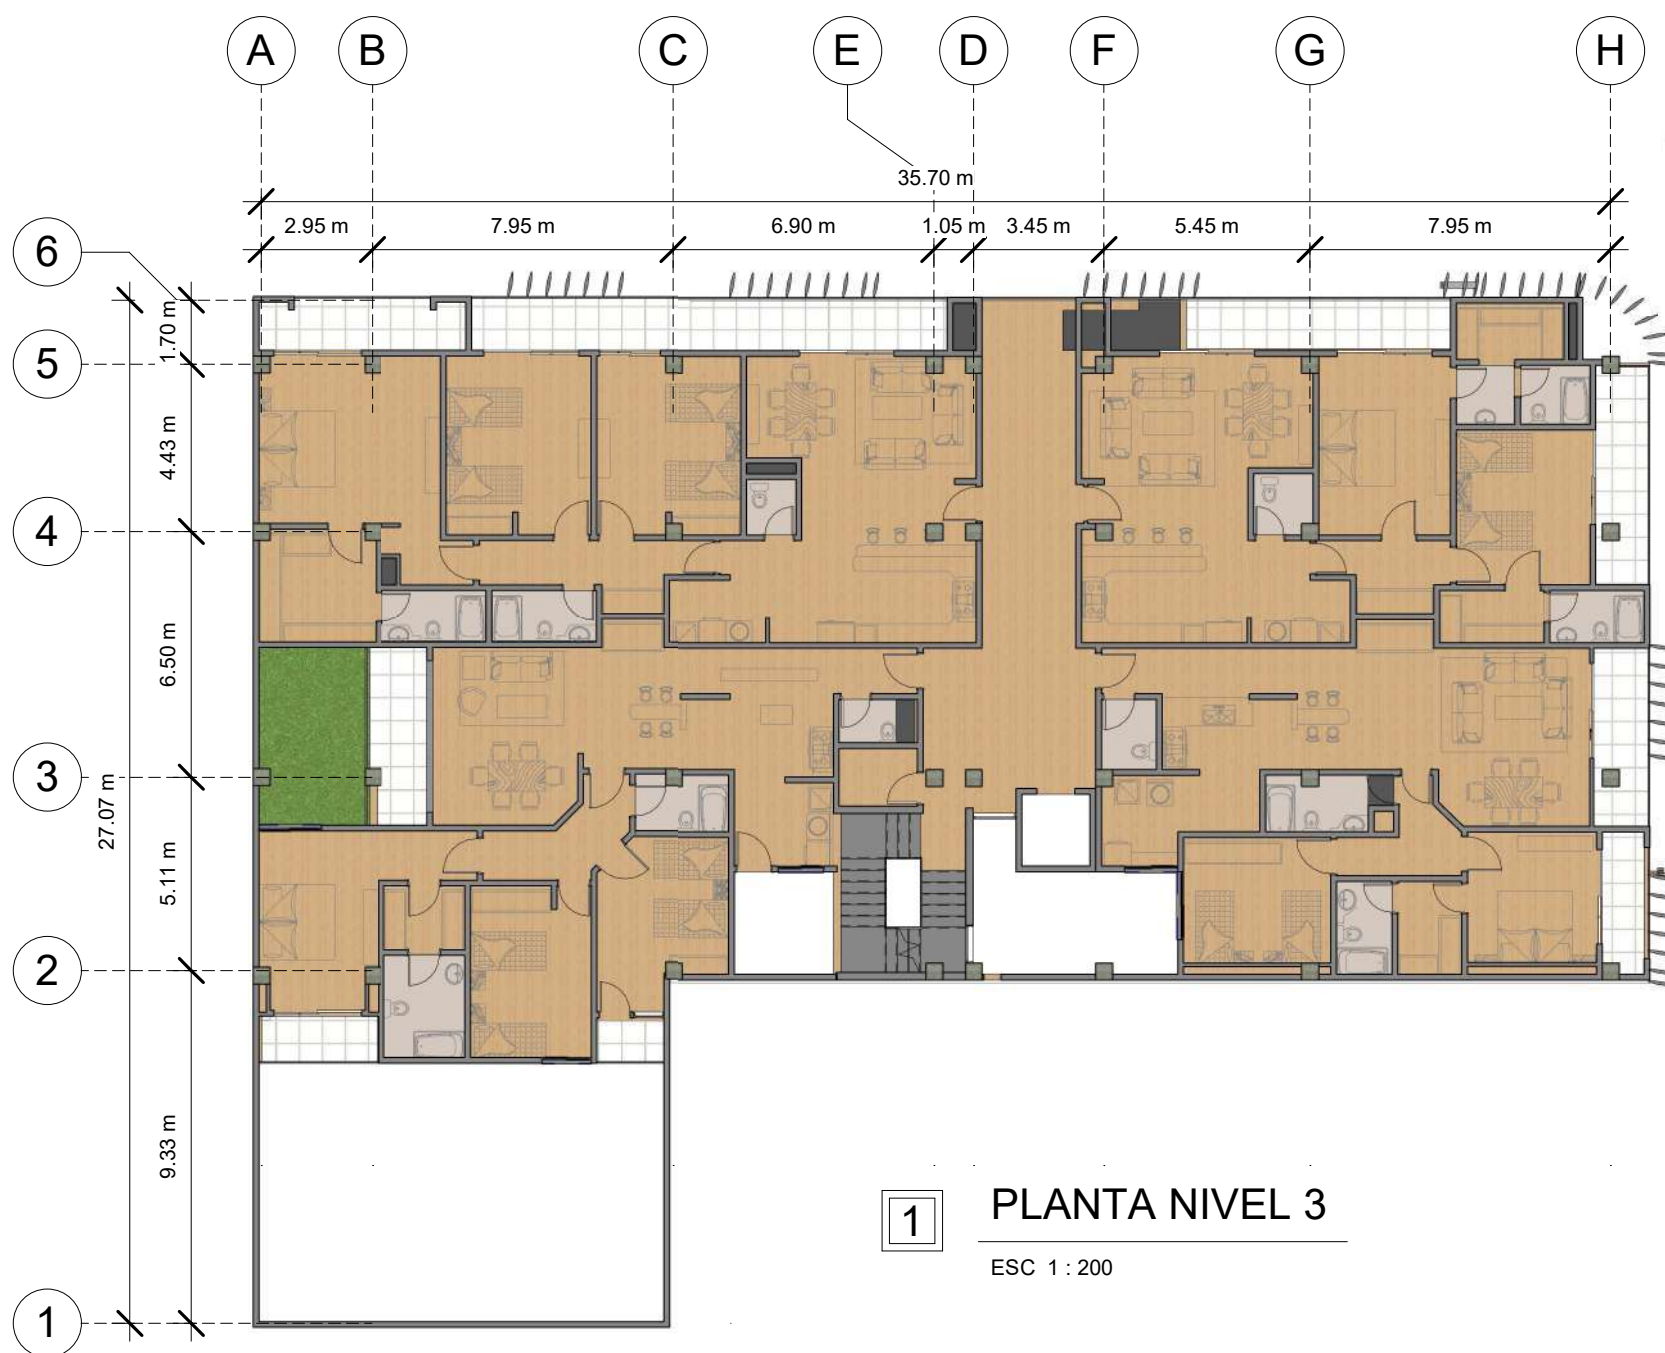 A B C E D F G H
35.70 m
2.95 m 7.95 m 6.90 m 1.05 m 3.45 m 5.45 m 7.95 m
6
1.70 m
5
4.43 m
4
6.50 m
3
27.07 m
5.11 m
2
9.33 m
1
1 PLANTA NIVEL 3
ESC 1 : 200